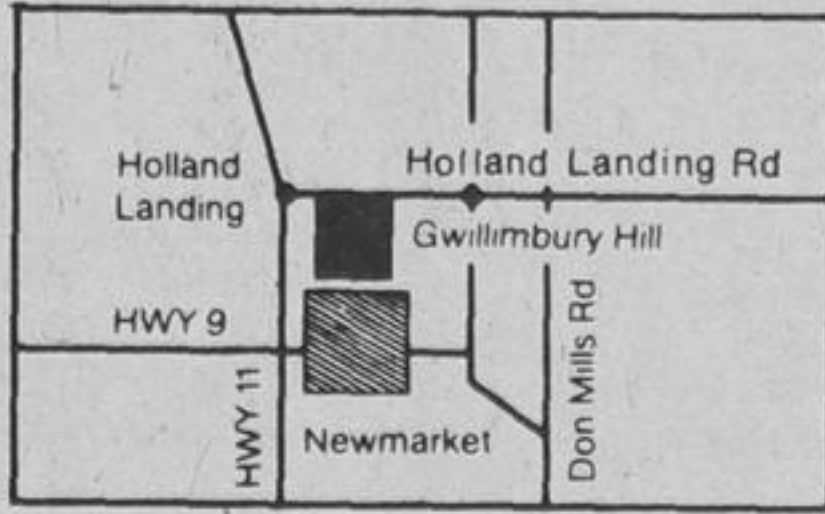 Holland
Landing
Holland Landing Rd
Gwillimbury Hill
HWY 9
HWY 11
Newmarket
Don Mills Rd